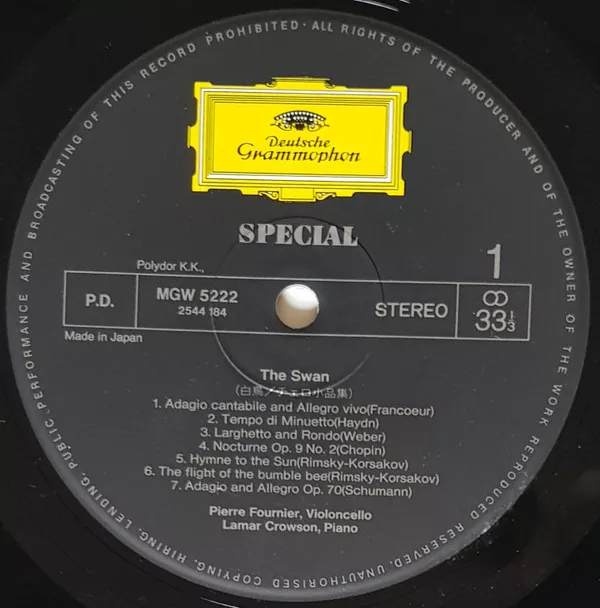 ALL RIGHTS OF THE PRODUCER AND OF THE OWNER OF THE WORK REPRODUCED RESERVED. UNAUTHORISED COPYING, HIRING, LENDING, PUBLIC PERFORMANCE AND BROADCASTING OF THIS RECORD PROHIBITED ·
Deutsche
Grammophon
SPECIAL
1
Polydor K.K.,
P.D.
MGW 5222
2544 184
STEREO
33 1/3
Made in Japan
The Swan
(白鳥/チェロ小品集)
1. Adagio cantabile and Allegro vivo(Francoeur)
2. Tempo di Minuetto(Haydn)
3. Larghetto and Rondo(Weber)
4. Nocturne Op. 9 No. 2(Chopin)
5. Hymne to the Sun(Rimsky-Korsakov)
6. The flight of the bumble bee(Rimsky-Korsakov)
7. Adagio and Allegro Op. 70(Schumann)
Pierre Fournier, Violoncello
Lamar Crowson, Piano